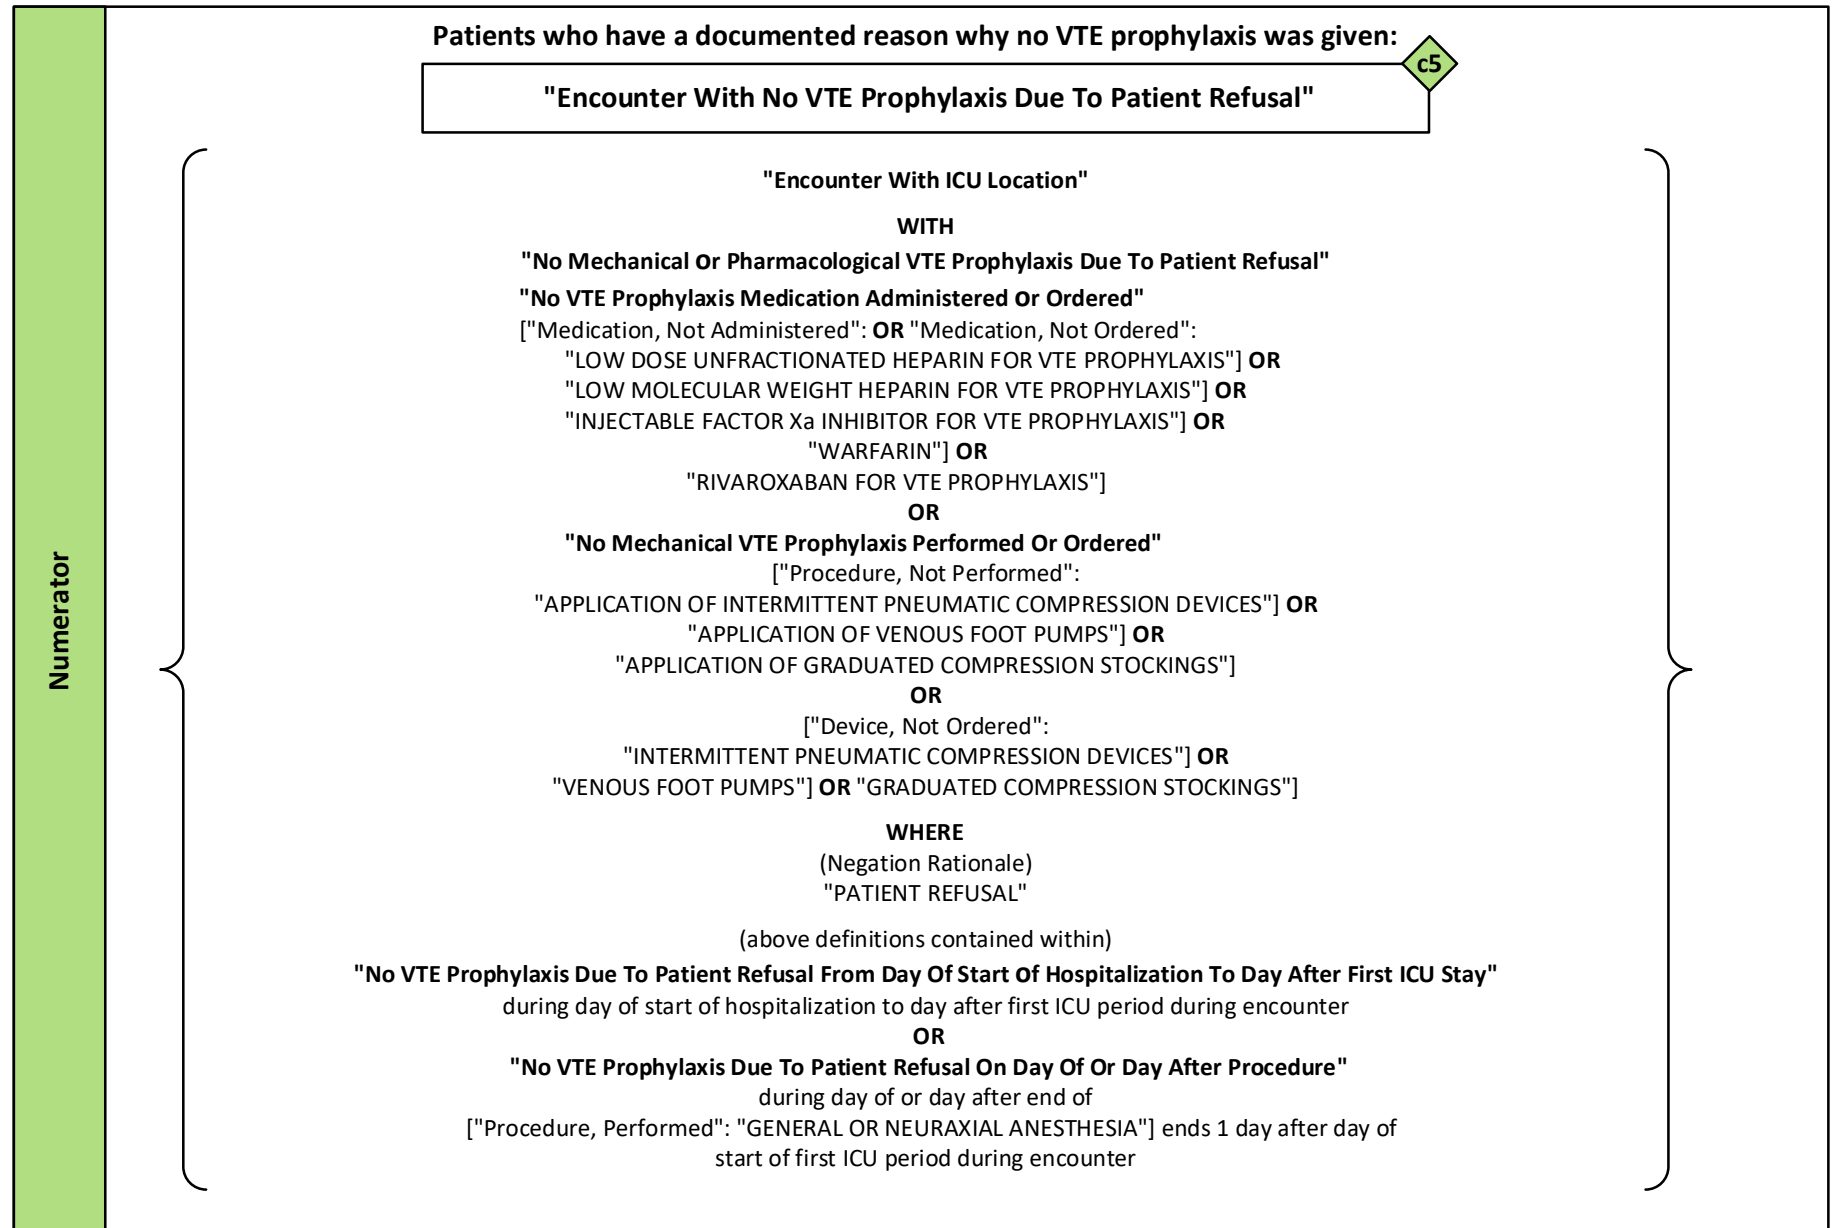 Patients who have a documented reason why no VTE prophylaxis was given:
c5
"Encounter With No VTE Prophylaxis Due To Patient Refusal"
"Encounter With ICU Location"
WITH
"No Mechanical Or Pharmacological VTE Prophylaxis Due To Patient Refusal"
"No VTE Prophylaxis Medication Administered Or Ordered"
["Medication, Not Administered": OR "Medication, Not Ordered":
"LOW DOSE UNFRACTIONATED HEPARIN FOR VTE PROPHYLAXIS"] OR
"LOW MOLECULAR WEIGHT HEPARIN FOR VTE PROPHYLAXIS"] OR
"INJECTABLE FACTOR Xa INHIBITOR FOR VTE PROPHYLAXIS"] OR
"WARFARIN"] OR
"RIVAROXABAN FOR VTE PROPHYLAXIS"]
OR
"No Mechanical VTE Prophylaxis Performed Or Ordered"
["Procedure, Not Performed":
"APPLICATION OF INTERMITTENT PNEUMATIC COMPRESSION DEVICES"] OR
"APPLICATION OF VENOUS FOOT PUMPS"] OR
"APPLICATION OF GRADUATED COMPRESSION STOCKINGS"]
OR
["Device, Not Ordered":
"INTERMITTENT PNEUMATIC COMPRESSION DEVICES"] OR
"VENOUS FOOT PUMPS"] OR "GRADUATED COMPRESSION STOCKINGS"]
WHERE
(Negation Rationale)
"PATIENT REFUSAL"
(above definitions contained within)
"No VTE Prophylaxis Due To Patient Refusal From Day Of Start Of Hospitalization To Day After First ICU Stay"
during day of start of hospitalization to day after first ICU period during encounter
OR
"No VTE Prophylaxis Due To Patient Refusal On Day Of Or Day After Procedure"
during day of or day after end of
["Procedure, Performed": "GENERAL OR NEURAXIAL ANESTHESIA"] ends 1 day after day of
start of first ICU period during encounter
Numerator